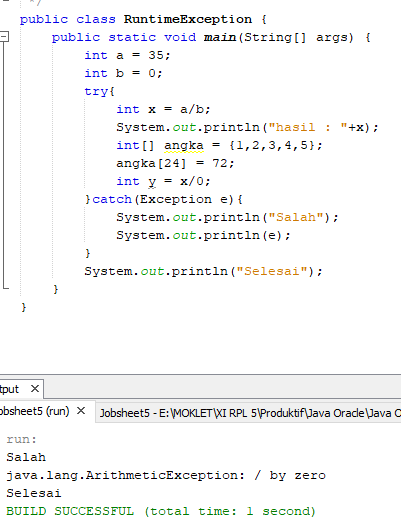 */
public class RuntimeException {
public static void main(String[] args) {
int a = 35;
int b = 0;
try{
int x = a/b;
System.out.println("hasil : "+x);
int[] angka = {1,2,3,4,5};
angka[24] = 72;
int y = x/0;
}catch(Exception e){
System.out.println("Salah");
System.out.println(e);
}
System.out.println("Selesai");
}
}
tput X
obsheet5 (run) X Jobsheet5 - E:\MOKLET\XI RPL 5\Produktif\Java Oracle\Java O
run:
Salah
java.lang.ArithmeticException: / by zero
Selesai
BUILD SUCCESSFUL (total time: 1 second)